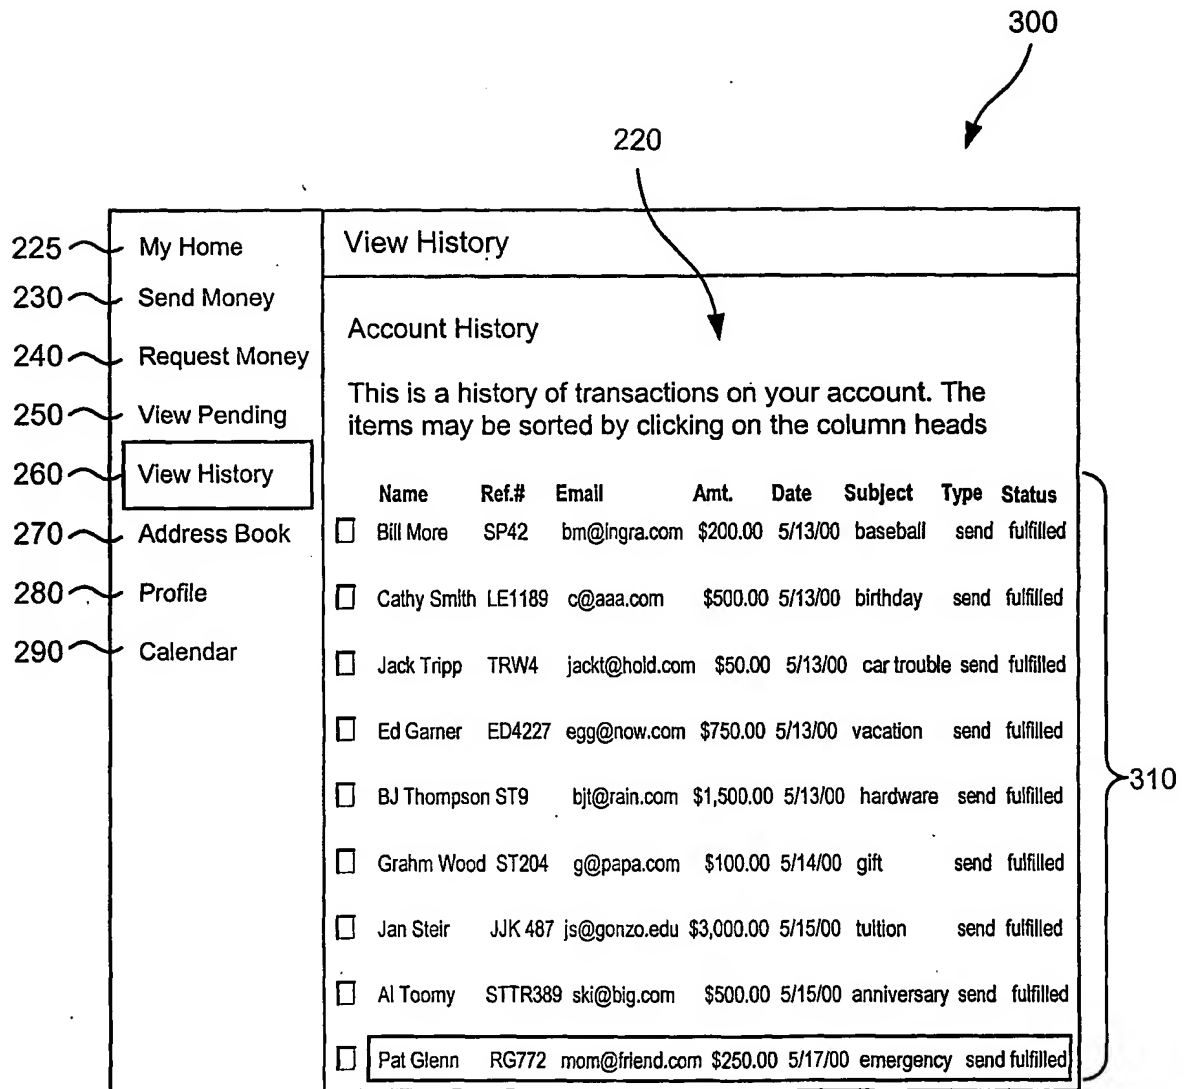 300
220
225 My Home
230 Send Money
240 Request Money
250 View Pending
260 View History
270 Address Book
280 Profile
290 Calendar
View History
Account History
This is a history of transactions on your account. The
items may be sorted by clicking on the column heads
Name Ref.# Email Amt. Date Subject Type Status
Bill More SP42 bm@ingra.com $200.00 5/13/00 baseball send fulfilled
Cathy Smith LE1189 c@aaa.com $500.00 5/13/00 birthday send fulfilled
Jack Tripp TRW4 jackt@hold.com $50.00 5/13/00 car trouble send fulfilled
Ed Garner ED4227 egg@now.com $750.00 5/13/00 vacation send fulfilled
BJ Thompson ST9 bjt@rain.com $1,500.00 5/13/00 hardware send fulfilled
Grahm Wood ST204 g@papa.com $100.00 5/14/00 gift send fulfilled
Jan Steir JJK 487 js@gonzo.edu $3,000.00 5/15/00 tuition send fulfilled
Al Toomy STTR389 ski@big.com $500.00 5/15/00 anniversary send fulfilled
Pat Glenn RG772 mom@friend.com $250.00 5/17/00 emergency send fulfilled
310